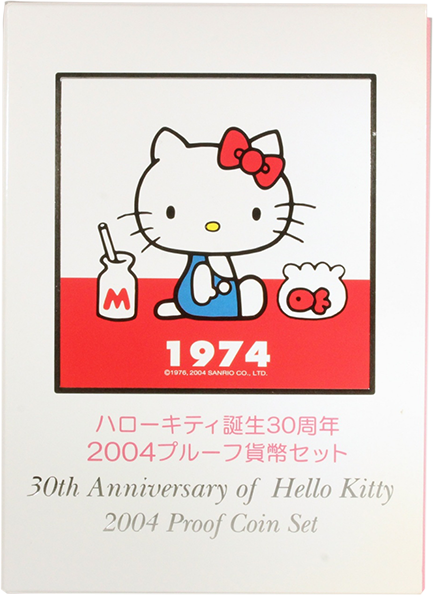 M
OF
1974
©1976, 2004 SANRIO CO., LTD.
ハローキティ誕生30周年
2004プルーフ貨幣セット
30th Anniversary of Hello Kitty
2004 Proof Coin Set